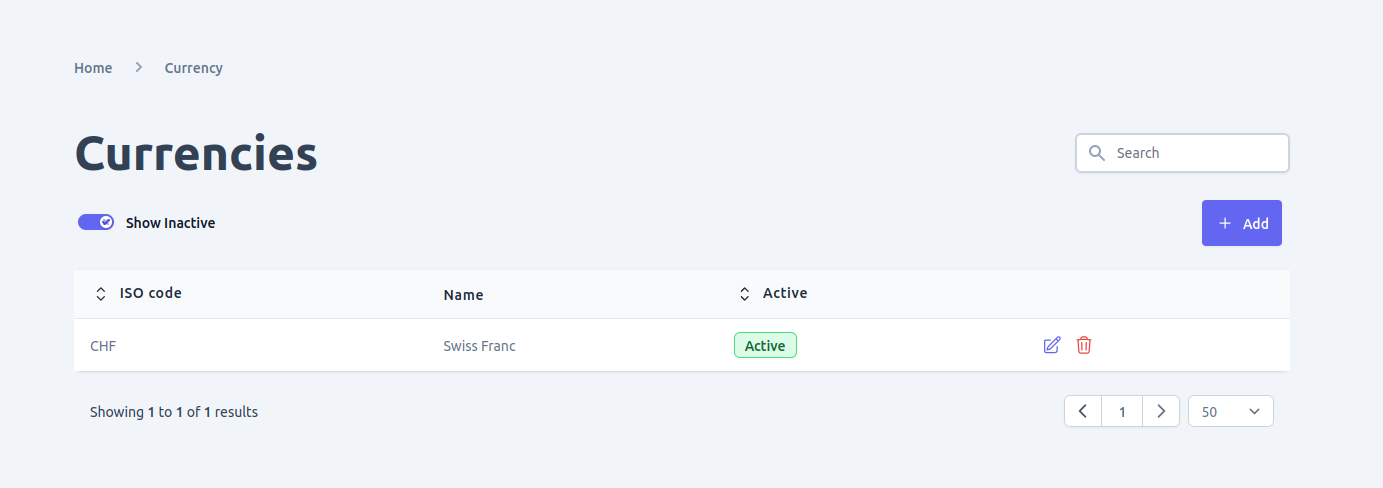 Home Currency
Currencies
Search
Show Inactive
Add
ISO code Name Active
CHF Swiss Franc Active
Showing 1 to 1 of 1 results 1 50